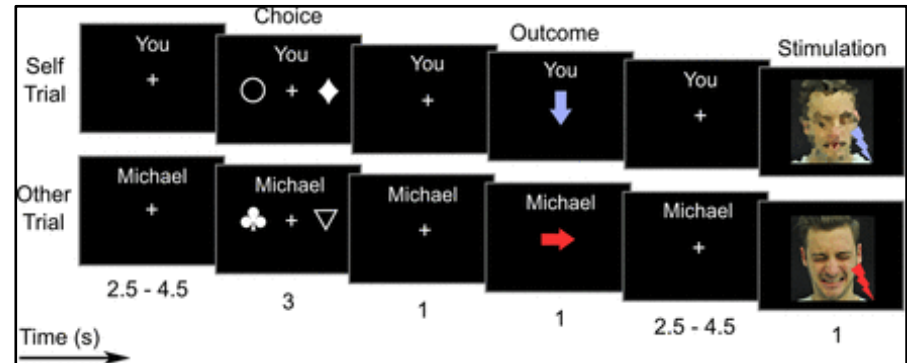 Choice
Outcome
Stimulation
Self
Trial
You
+
You
+
You
+
You
You
+
Other
Trial
Michael
+
Michael
+
Michael
+
Michael
Michael
+
2.5 - 4.5
3
1
1
2.5 - 4.5
1
Time (s)